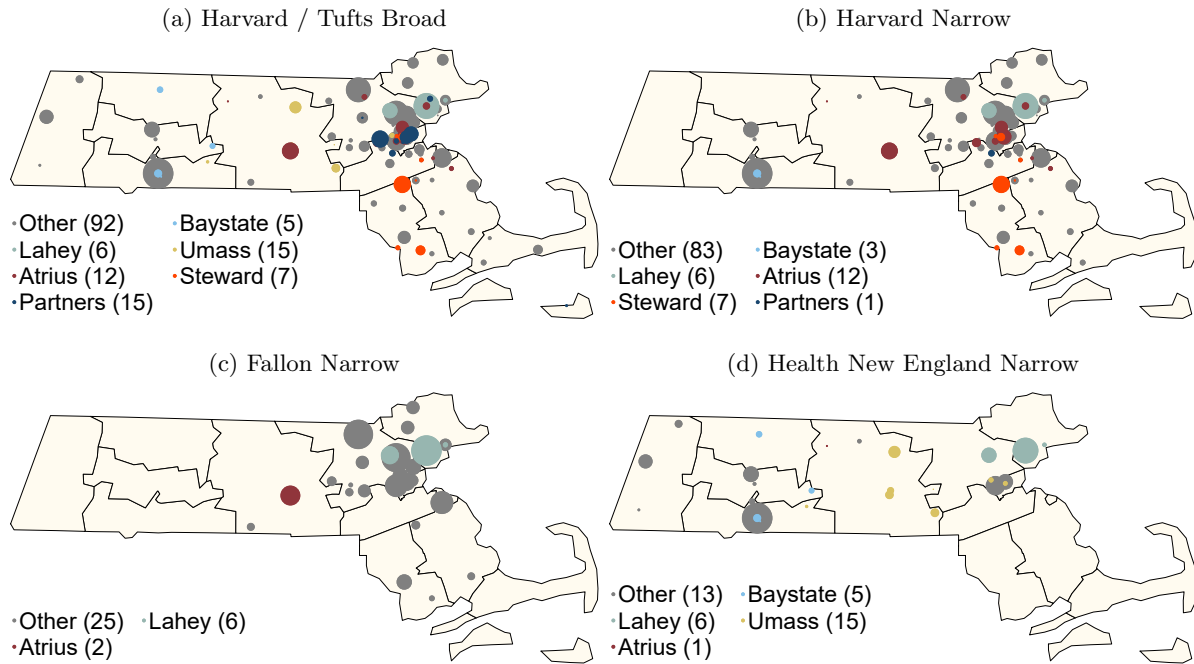 (a) Harvard / Tufts Broad
Other (92) Baystate (5)
Lahey (6) Umass (15)
Atrius (12) Steward (7)
Partners (15)
(b) Harvard Narrow
Other (83) Baystate (3)
Lahey (6) Atrius (12)
Steward (7) Partners (1)
(c) Fallon Narrow
Other (25) Lahey (6)
Atrius (2)
(d) Health New England Narrow
Other (13) Baystate (5)
Lahey (6) Umass (15)
Atrius (1)